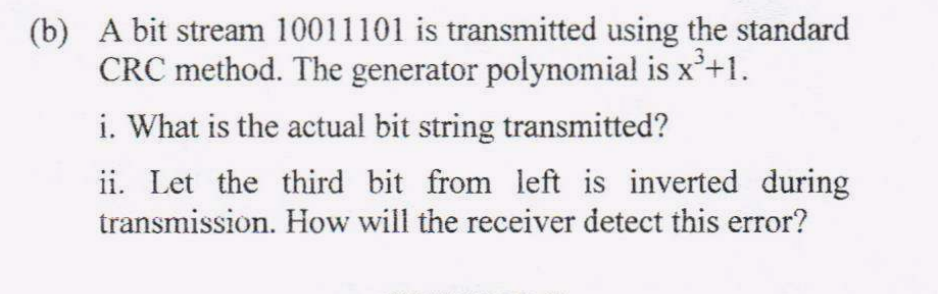 (b) A bit stream 10011101 is transmitted using the standard
CRC method. The generator polynomial is x³+1.
i. What is the actual bit string transmitted?
ii. Let the third bit from left is inverted during
transmission. How will the receiver detect this error?